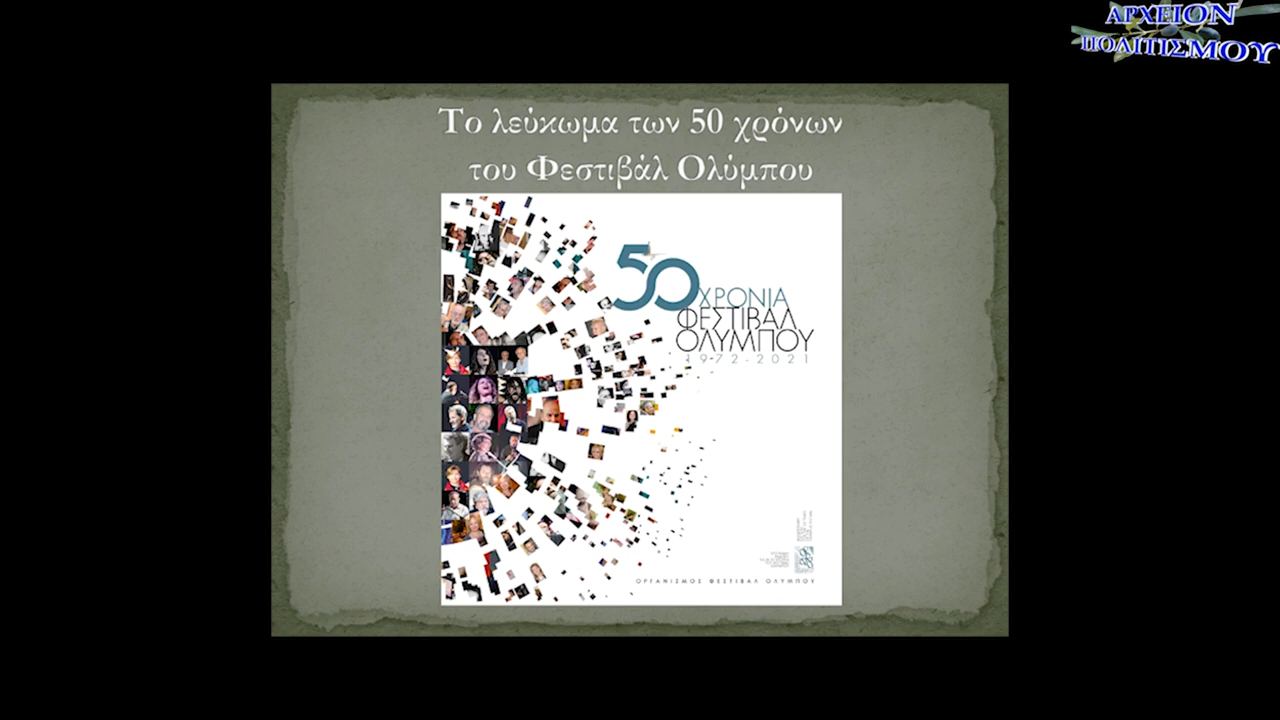 ΑΡΧΕΙΟΝ
ΠΟΛΙΤΙΣΜΟΥ
Το λεύκωμα των 50 χρόνων
του Φεστιβάλ Ολύμπου
50 ΧΡΟΝΙΑ
ΦΕΣΤΙΒΑΛ
ΟΛΥΜΠΟΥ
1972-2021
ΟΡΓΑΝΙΣΜΟΣ ΦΕΣΤΙΒΑΛ ΟΛΥΜΠΟΥ